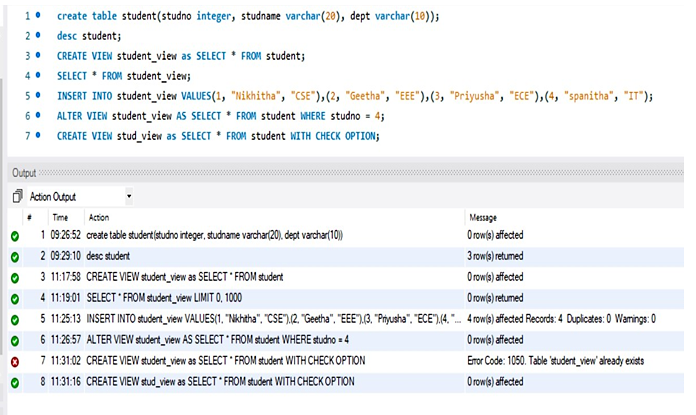 1 create table student(studno integer, studname varchar(20), dept varchar(10));
2 desc student;
3 CREATE VIEW student_view as SELECT * FROM student;
4 SELECT * FROM student_view;
5 INSERT INTO student_view VALUES(1, "Nikhitha", "CSE"),(2, "Geetha", "EEE"),(3, "Priyusha", "ECE"),(4, "spanitha", "IT");
6 ALTER VIEW student_view AS SELECT * FROM student WHERE studno = 4;
7 CREATE VIEW stud_view as SELECT * FROM student WITH CHECK OPTION;
Output
Action Output
# Time Action Message
1 09:26:52 create table student(studno integer, studname varchar(20), dept varchar(10)) 0 row(s) affected
2 09:29:10 desc student 3 row(s) returned
3 11:17:58 CREATE VIEW student_view as SELECT * FROM student 0 row(s) affected
4 11:19:01 SELECT * FROM student_view LIMIT 0, 1000 0 row(s) returned
5 11:25:13 INSERT INTO student_view VALUES(1, "Nikhitha", "CSE"),(2, "Geetha", "EEE"),(3, "Priyusha", "ECE"),(4, "... 4 row(s) affected Records: 4 Duplicates: 0 Warnings: 0
6 11:26:57 ALTER VIEW student_view AS SELECT * FROM student WHERE studno = 4 0 row(s) affected
7 11:31:02 CREATE VIEW student_view as SELECT * FROM student WITH CHECK OPTION Error Code: 1050. Table 'student_view' already exists
8 11:31:16 CREATE VIEW stud_view as SELECT * FROM student WITH CHECK OPTION 0 row(s) affected